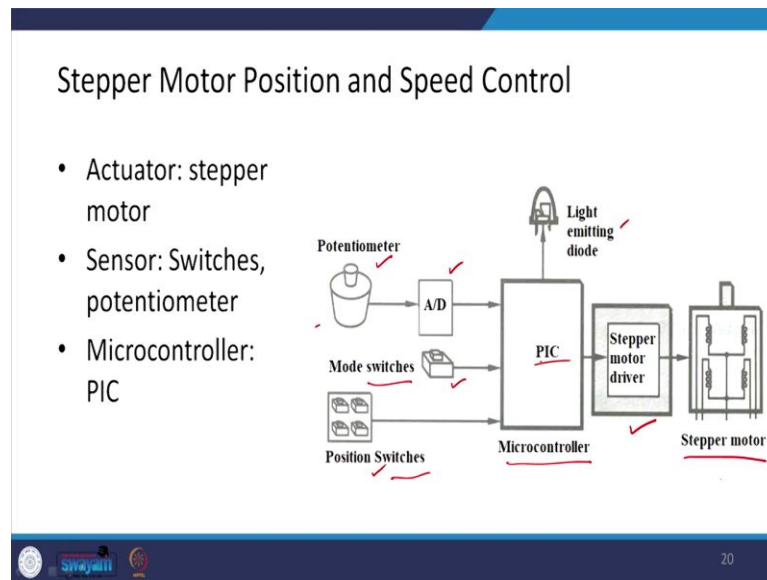 Stepper Motor Position and Speed Control
• Actuator: stepper
motor
• Sensor: Switches,
potentiometer
• Microcontroller:
PIC
Light
emitting
diode
Potentiometer
A/D
Mode switches
Position Switches
PIC
Microcontroller
Stepper
motor
driver
Stepper motor
swayam
20